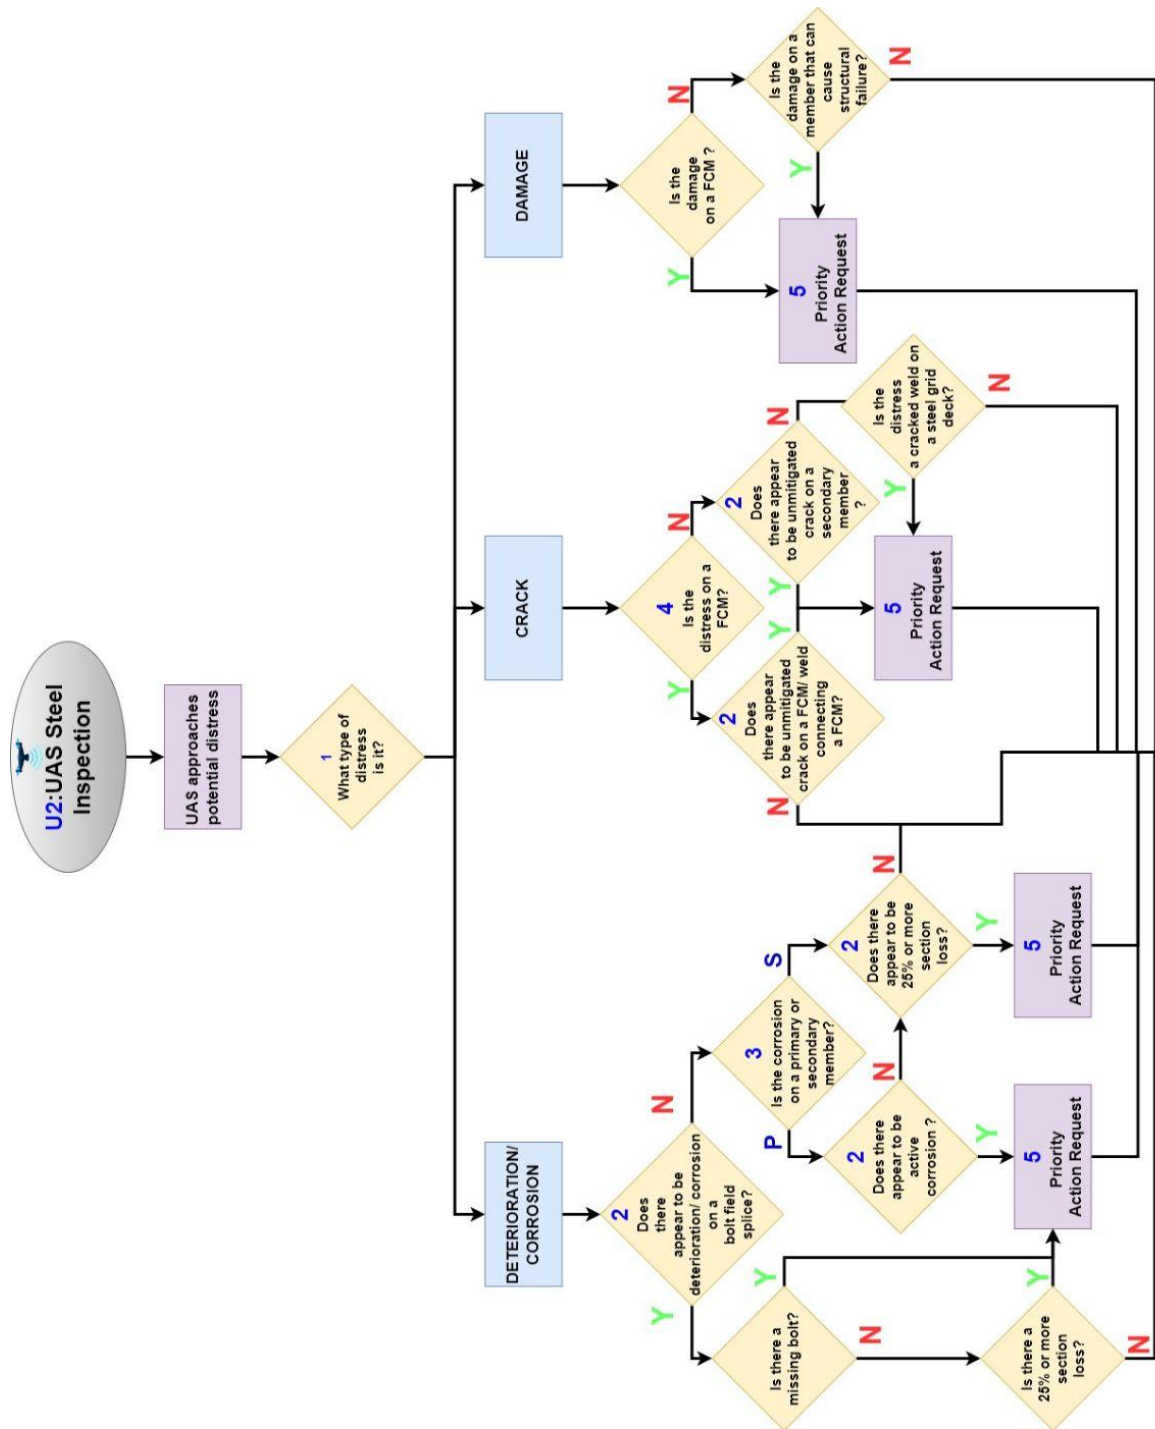 U2:UAS Steel
Inspection
UAS approaches
potential distress
1
What type of
distress
is it?
DETERIORATION/
CORROSION
2
Does
there
appear to be
deterioration/ corrosion
on a
bolt field
splice?
Y
N
Is there a
missing bolt?
Y
N
Is there a
25% or more
section
loss?
Y
N
3
Is the corrosion
on a primary or
secondary
member?
P
S
2
Does there
appear to be
active
corrosion ?
Y
N
2
Does there
appear to be
25% or more
section
loss?
Y
N
5
Priority
Action Request
5
Priority
Action Request
CRACK
4
Is the
distress on a
FCM?
Y
N
2
Does
there appear
to be unmitigated
crack on a FCM/ weld
connecting
a FCM?
N
Y
2
Does
there appear
to be unmitigated
crack on a
secondary
member
?
Y
N
Is the
distress
a cracked weld on
a steel grid
deck?
Y
N
5
Priority
Action Request
DAMAGE
Is the
damage
on a FCM ?
Y
N
Is the
damage on a
member that can
cause
structural
failure?
Y
N
5
Priority
Action Request